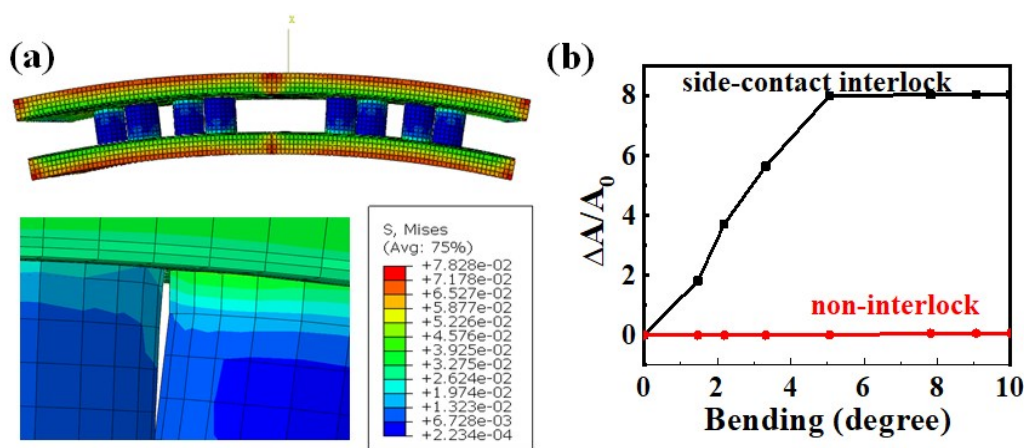 (a)
X
S, Mises
(Avg: 75%)
+7.828e-02
+7.178e-02
+6.527e-02
+5.877e-02
+5.226e-02
+4.576e-02
+3.925e-02
+3.275e-02
+2.624e-02
+1.974e-02
+1.323e-02
+6.728e-03
+2.234e-04
(b)
side-contact interlock
non-interlock
ΔA/A₀
8
6
4
2
0
0 2 4 6 8 10
Bending (degree)